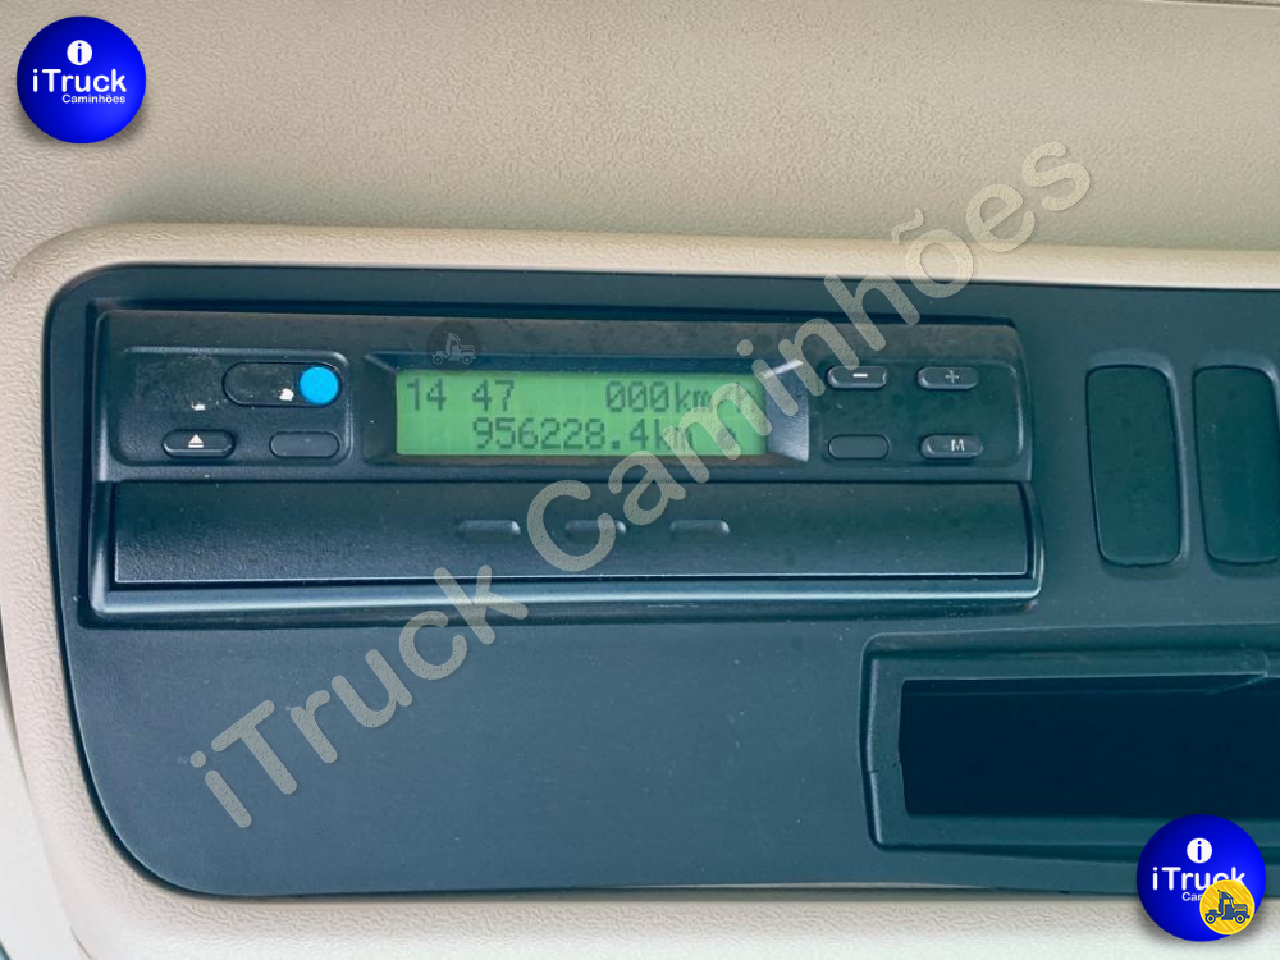 i
iTruck
Caminhões
14 47 000km
956228.4km
M
iTruck Caminhões
i
iTruck